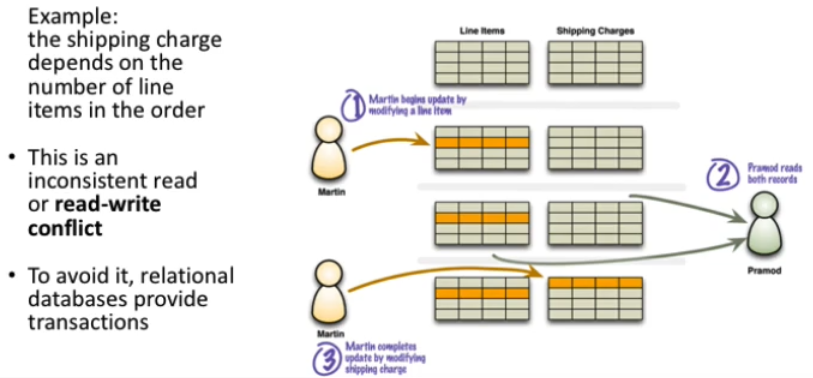 Example:
the shipping charge
depends on the
number of line
items in the order
• This is an
inconsistent read
or read-write
conflict
• To avoid it, relational
databases provide
transactions
Line Items
Shipping Charges
1
Martin begins update by
modifying a line item
Martin
2
Pramod reads
both records
Pramod
Martin
3
Martin completes
update by modifying
shipping charge